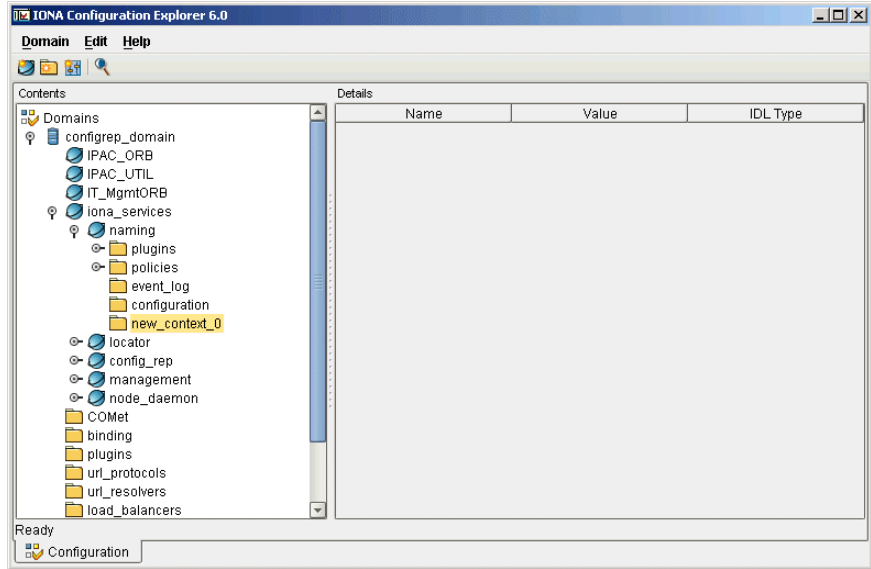 IONA Configuration Explorer 6.0
Domain Edit Help
Contents
Details
Name Value IDL Type
Domains
configrep_domain
IPAC_ORB
IPAC_UTIL
IT_MgmtORB
iona_services
naming
plugins
policies
event_log
configuration
new_context_0
locator
config_rep
management
node_daemon
COMet
binding
plugins
url_protocols
url_resolvers
load_balancers
Ready
Configuration